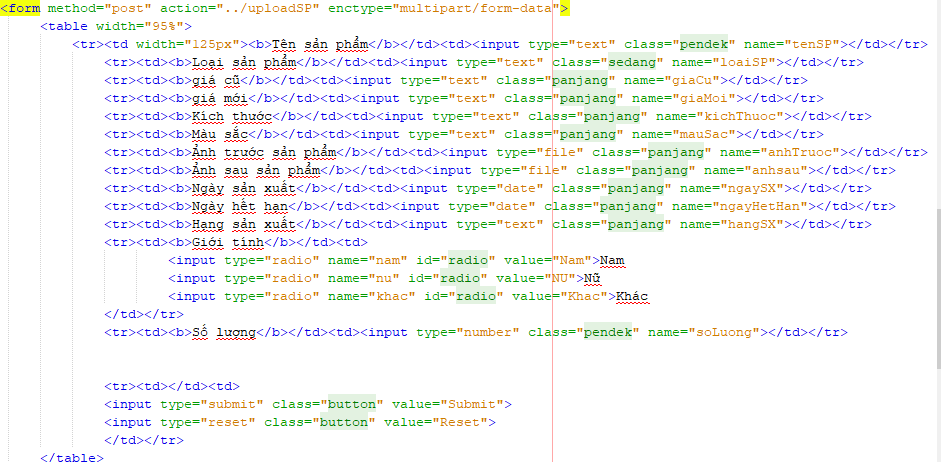 <form method="post" action="../uploadSP" enctype="multipart/form-data">
<table width="95%">
<tr><td width="125px"><b>Tên sản phẩm</b></td><td><input type="text" class="pendek" name="tenSP"></td></tr>
<tr><td><b>Loại sản phẩm</b></td><td><input type="text" class="sedang" name="loaiSP"></td></tr>
<tr><td><b>giá cũ</b></td><td><input type="text" class="panjang" name="giaCu"></td></tr>
<tr><td><b>giá mới</b></td><td><input type="text" class="panjang" name="giaMoi"></td></tr>
<tr><td><b>Kích thước</b></td><td><input type="text" class="panjang" name="kichThuoc"></td></tr>
<tr><td><b>Màu sắc</b></td><td><input type="text" class="panjang" name="mauSac"></td></tr>
<tr><td><b>Ảnh trước sản phẩm</b></td><td><input type="file" class="panjang" name="anhTruoc"></td></tr>
<tr><td><b>Ảnh sau sản phẩm</b></td><td><input type="file" class="panjang" name="anhsau"></td></tr>
<tr><td><b>Ngày sản xuất</b></td><td><input type="date" class="panjang" name="ngaySX"></td></tr>
<tr><td><b>Ngày hết hạn</b></td><td><input type="date" class="panjang" name="ngayHetHan"></td></tr>
<tr><td><b>Hạng sản xuất</b></td><td><input type="text" class="panjang" name="hangSX"></td></tr>
<tr><td><b>Giới tính</b></td><td>
<input type="radio" name="nam" id="radio" value="Nam">Nam
<input type="radio" name="nu" id="radio" value="NU">Nữ
<input type="radio" name="khac" id="radio" value="Khac">Khác
</td></tr>
<tr><td><b>Số lượng</b></td><td><input type="number" class="pendek" name="soLuong"></td></tr>
<tr><td></td><td>
<input type="submit" class="button" value="Submit">
<input type="reset" class="button" value="Reset">
</td></tr>
</table>